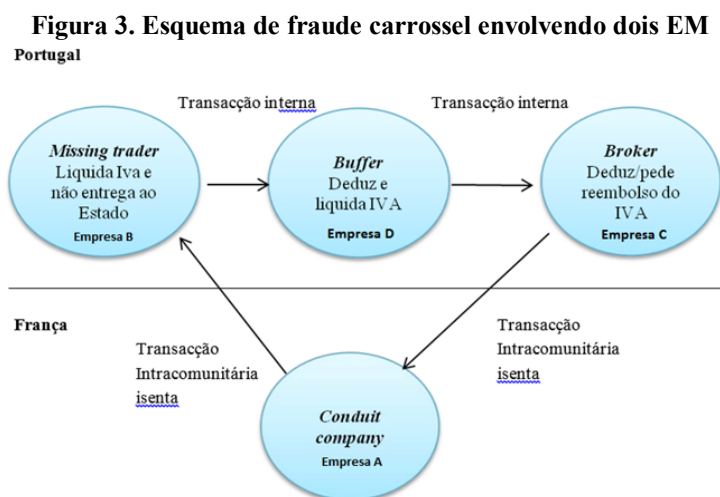 Figura 3. Esquema de fraude carrossel envolvendo dois EM
Portugal
Transacção interna
Transacção interna
Missing trader
Liquida Iva e
não entrega ao
Estado
Empresa B
Buffer
Deduz e
liquida IVA
Empresa D
Broker
Deduz/pede
reembolso do
IVA
Empresa C
França
Transacção
Intracomunitária
isenta
Transacção
Intracomunitária
isenta
Conduit
company
Empresa A